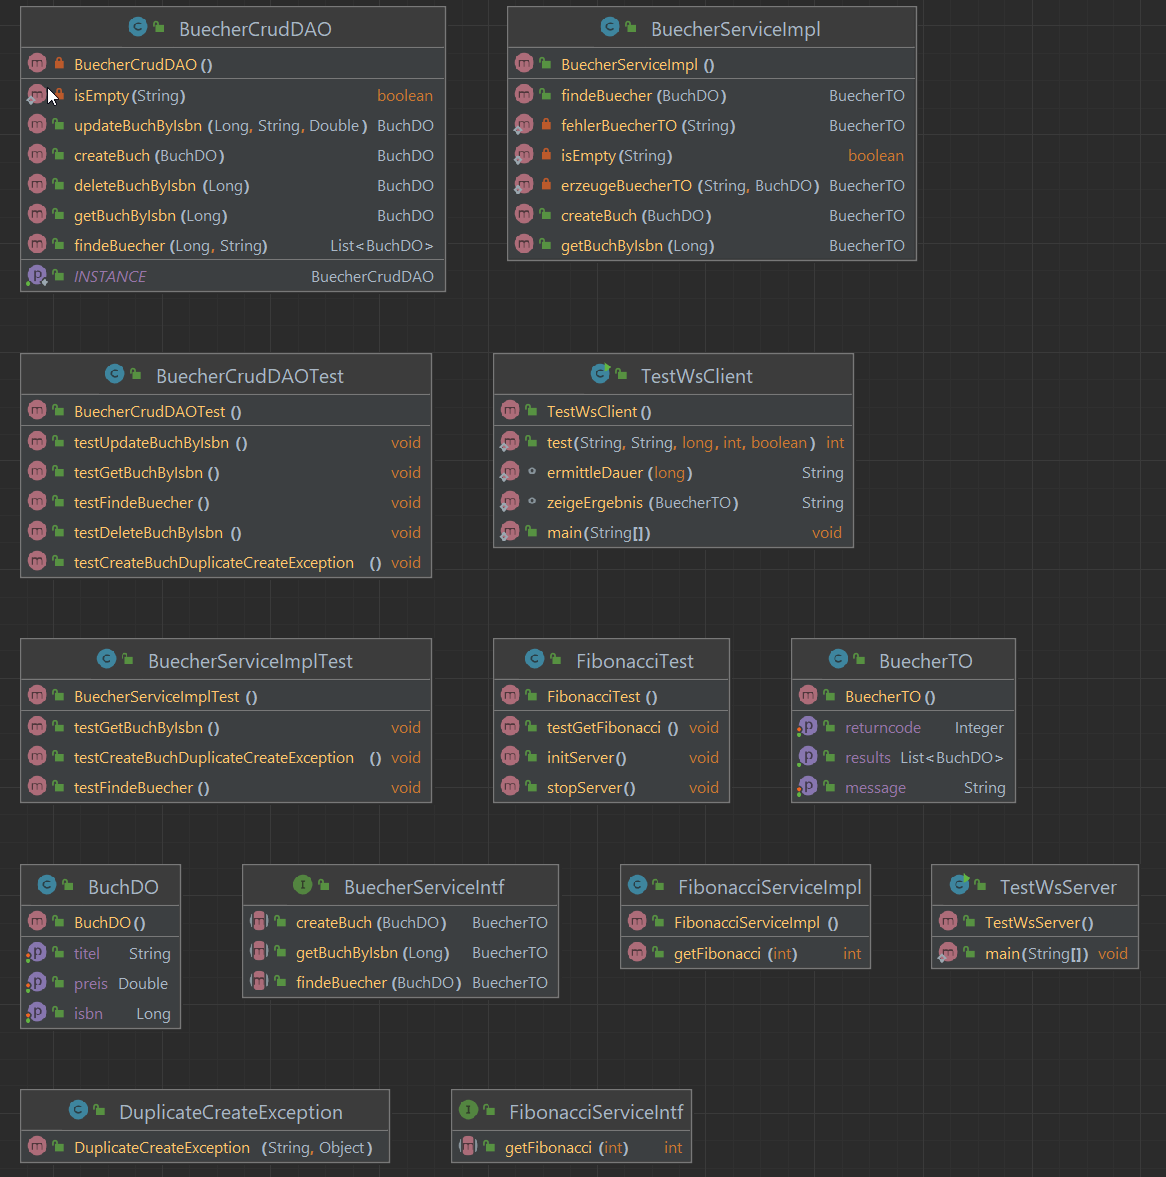 BuecherCrudDAO
BuecherCrudDAO ()
isEmpty (String) boolean
updateBuchByIsbn (Long, String, Double) BuchDO
createBuch (BuchDO) BuchDO
deleteBuchByIsbn (Long) BuchDO
getBuchByIsbn (Long) BuchDO
findeBuecher (Long, String) List<BuchDO>
INSTANCE BuecherCrudDAO
BuecherServiceImpl
BuecherServiceImpl ()
findeBuecher (BuchDO) BuecherTO
fehlerBuecherTO (String) BuecherTO
isEmpty (String) boolean
erzeugeBuecherTO (String, BuchDO) BuecherTO
createBuch (BuchDO) BuecherTO
getBuchByIsbn (Long) BuecherTO
BuecherCrudDAOTest
BuecherCrudDAOTest ()
testUpdateBuchByIsbn () void
testGetBuchByIsbn () void
testFindeBuecher () void
testDeleteBuchByIsbn () void
testCreateBuchDuplicateCreateException () void
TestWsClient
TestWsClient ()
test (String, String, long, int, boolean) int
ermittleDauer (long) String
zeigeErgebnis (BuecherTO) String
main (String[]) void
BuecherServiceImplTest
BuecherServiceImplTest ()
testGetBuchByIsbn () void
testCreateBuchDuplicateCreateException () void
testFindeBuecher () void
FibonacciTest
FibonacciTest ()
testGetFibonacci () void
initServer () void
stopServer () void
BuecherTO
BuecherTO ()
returncode Integer
results List<BuchDO>
message String
BuchDO
BuchDO ()
titel String
preis Double
isbn Long
BuecherServiceIntf
createBuch (BuchDO) BuecherTO
getBuchByIsbn (Long) BuecherTO
findeBuecher (BuchDO) BuecherTO
FibonacciServiceImpl
FibonacciServiceImpl ()
getFibonacci (int) int
TestWsServer
TestWsServer ()
main (String[]) void
DuplicateCreateException
DuplicateCreateException (String, Object)
FibonacciServiceIntf
getFibonacci (int) int